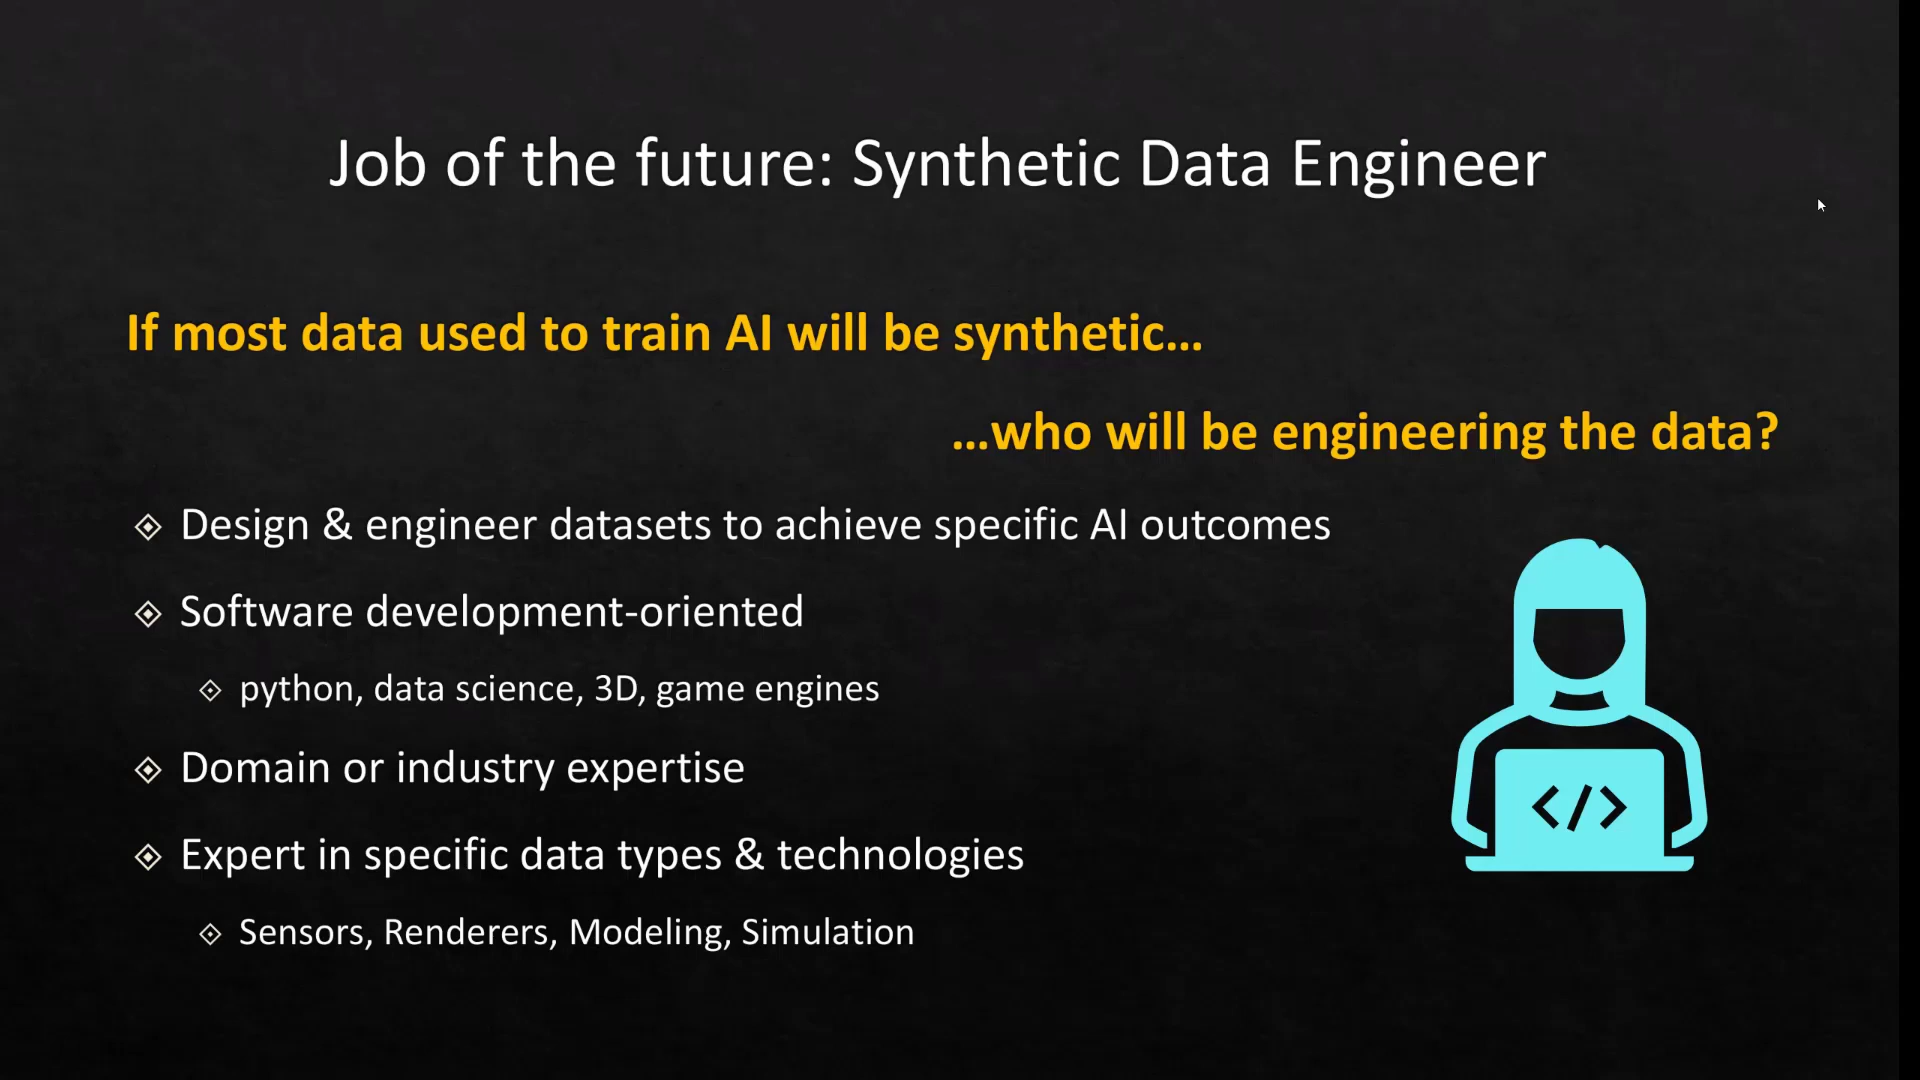 Job of the future: Synthetic Data Engineer
If most data used to train AI will be synthetic...
...who will be engineering the data?
Design & engineer datasets to achieve specific AI outcomes
Software development-oriented
python, data science, 3D, game engines
Domain or industry expertise
Expert in specific data types & technologies
Sensors, Renderers, Modeling, Simulation
</>